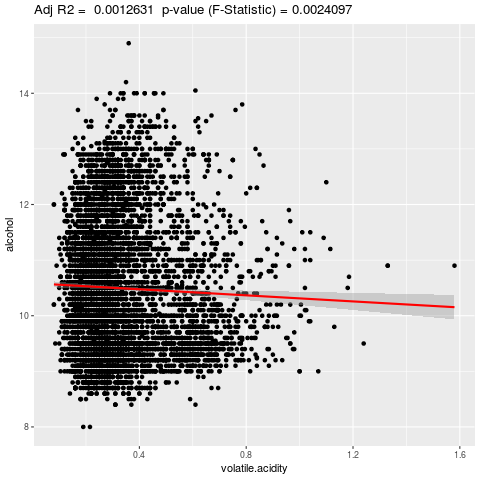 Adj R2 =  0.0012631  p-value (F-Statistic) = 0.0024097
14
12
10
8
alcohol
0.4
0.8
1.2
1.6
volatile.acidity